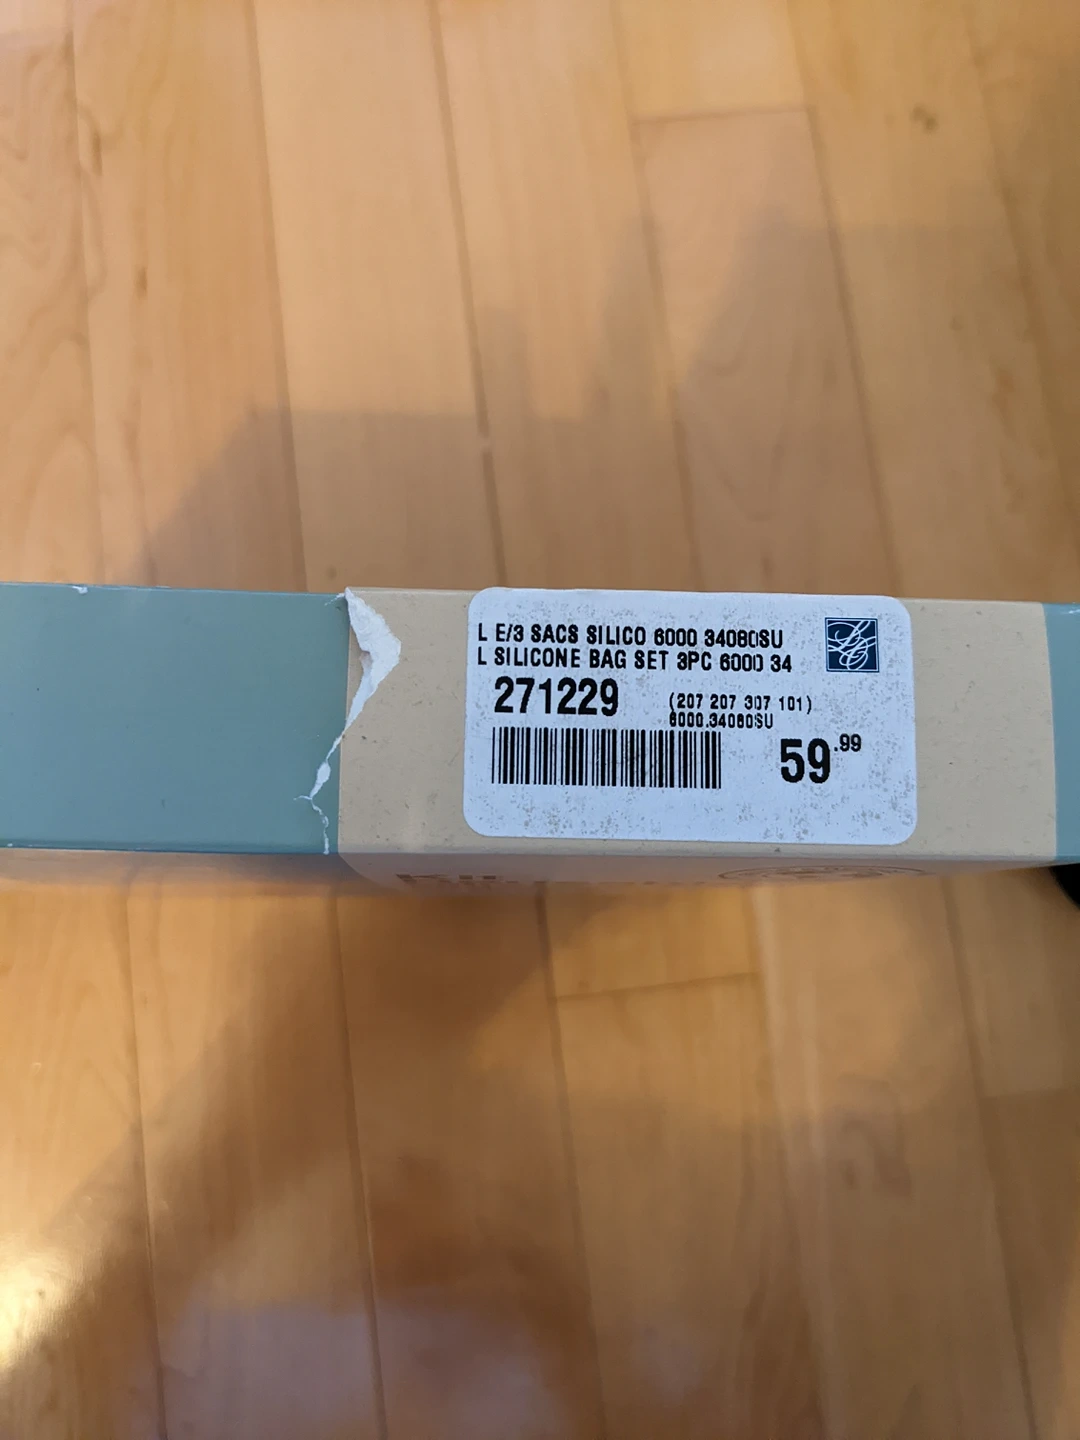 L E/3 SACS SILICO 6000 34080SU
L SILICONE BAG SET 3PC 6000 34
271229
(207 207 307 101)
6000.34080SU
59.99